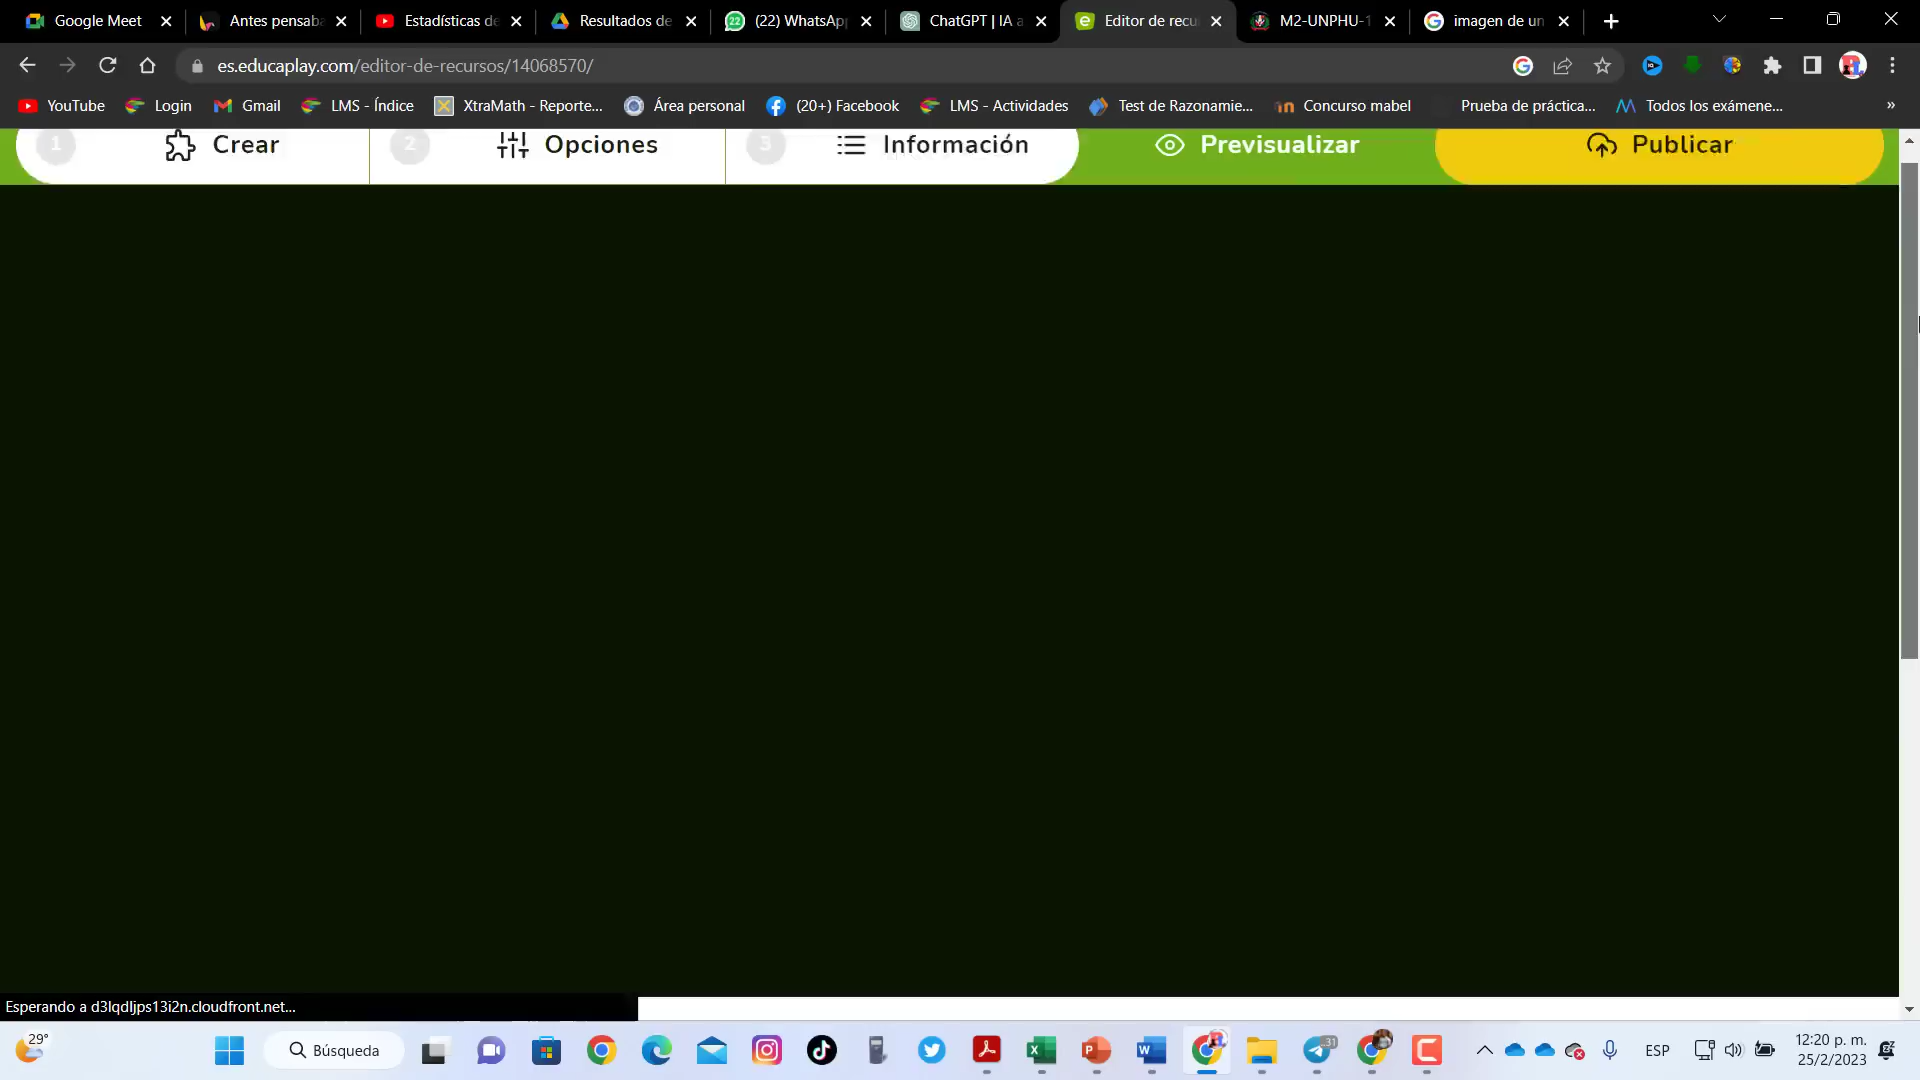 Google Meet
Antes pensaba
Estadísticas de
Resultados de
(22) WhatsApp
ChatGPT | IA a
Editor de recu
M2-UNPHU-1
imagen de un
es.educaplay.com/editor-de-recursos/14068570/
YouTube
Login
Gmail
LMS - Índice
XtraMath - Reporte...
Área personal
(20+) Facebook
LMS - Actividades
Test de Razonamie...
Concurso mabel
Prueba de práctica...
Todos los exámene...
»
1 Crear
2 Opciones
3 Información
Previsualizar
Publicar
Esperando a d3lqdljps13i2n.cloudfront.net...
29°
Búsqueda
31
ESP
12:20 p. m.
25/2/2023